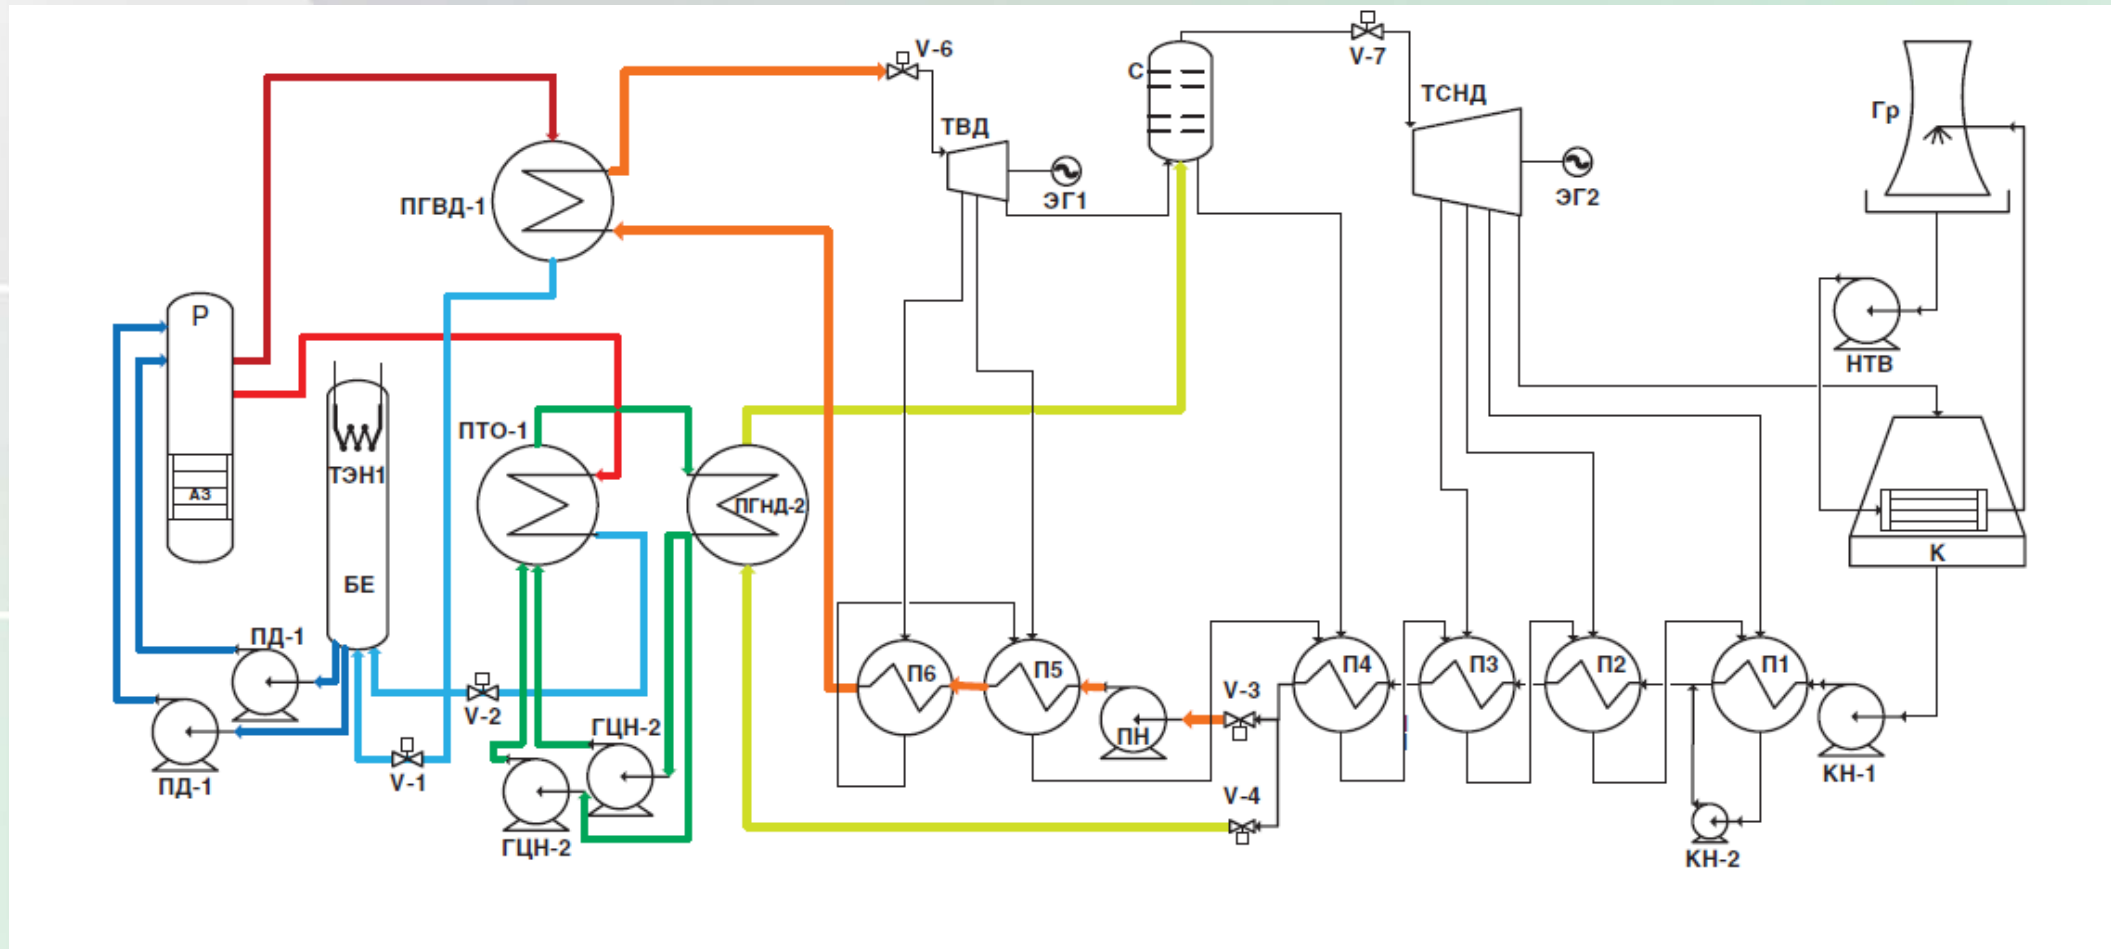 V-6
V-7
С
ТСНД
Гр
ТВД
ЭГ1
ЭГ2
ПГВД-1
Р
НТВ
ПТО-1
ТЭН1
АЗ
ПГНД-2
К
БЕ
ПД-1
П6
П5
П4
П3
П2
П1
V-3
V-2
ГЦН-2
ПН
КН-1
ПД-1
V-1
V-4
ГЦН-2
КН-2